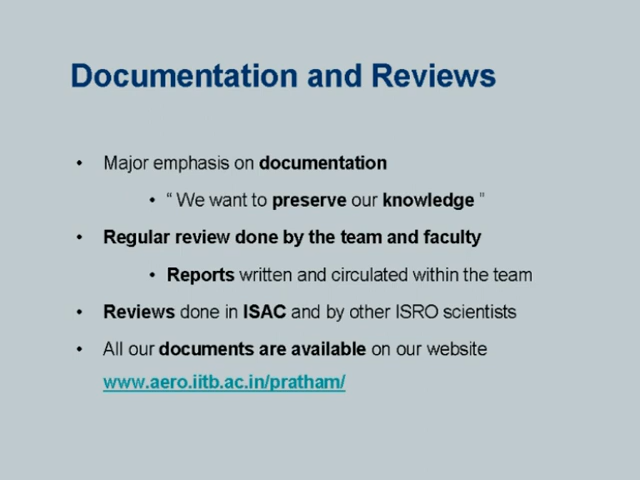 Documentation and Reviews
• Major emphasis on documentation
• “ We want to preserve our knowledge ”
• Regular review done by the team and faculty
• Reports written and circulated within the team
• Reviews done in ISAC and by other ISRO scientists
• All our documents are available on our website
www.aero.iitb.ac.in/pratham/